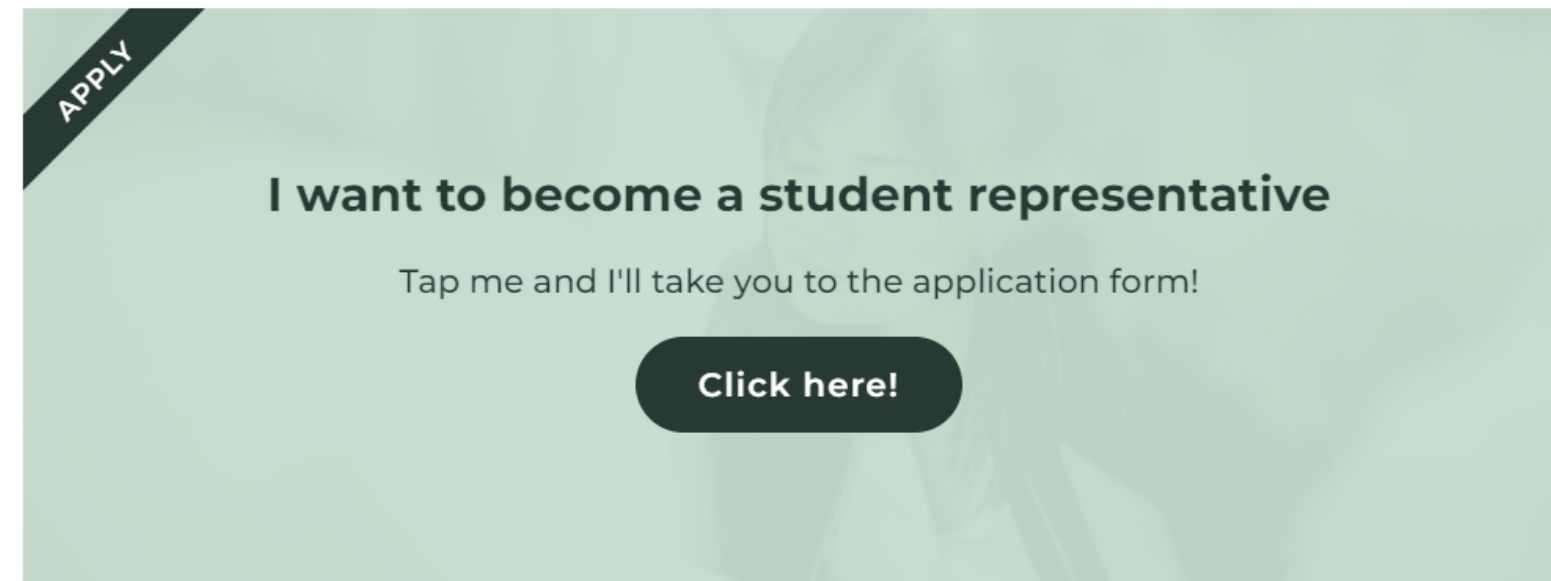 APPLY
I want to become a student representative
Tap me and I'll take you to the application form!
Click here!